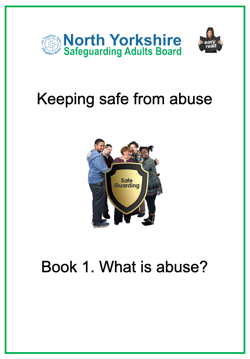 North Yorkshire
Safeguarding Adults Board
easy
read
Keeping safe from abuse
Safe
Guarding
Book 1. What is abuse?